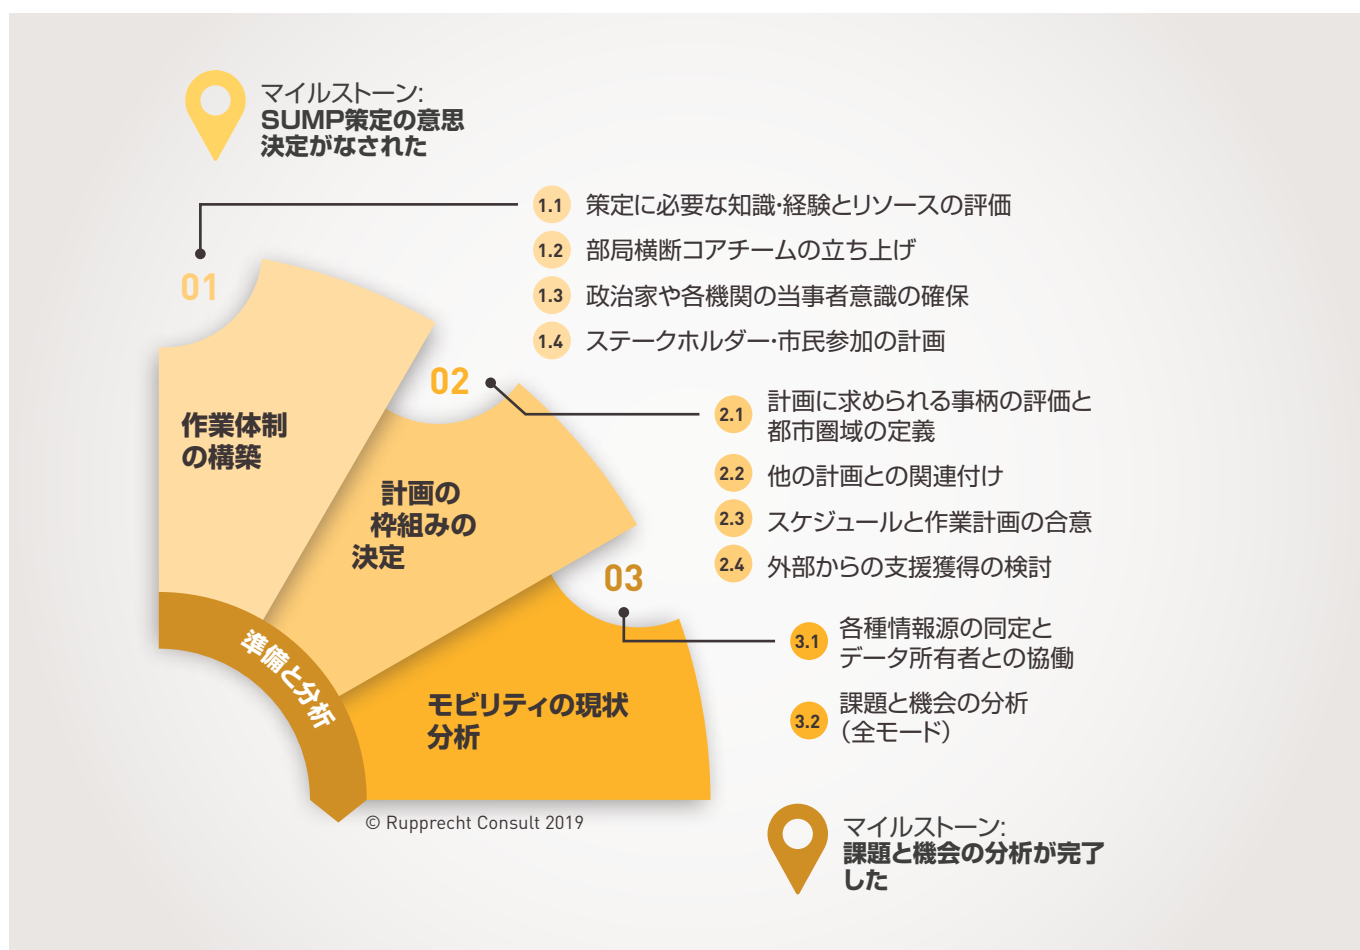 マイルストーン:
SUMP策定の意思
決定がなされた
01
1.1 策定に必要な知識・経験とリソースの評価
1.2 部局横断コアチームの立ち上げ
1.3 政治家や各機関の当事者意識の確保
1.4 ステークホルダー・市民参加の計画
作業体制
の構築
02
2.1 計画に求められる事柄の評価と
都市圏域の定義
2.2 他の計画との関連付け
2.3 スケジュールと作業計画の合意
2.4 外部からの支援獲得の検討
計画の
枠組みの
決定
03
3.1 各種情報源の同定と
データ所有者との協働
3.2 課題と機会の分析
（全モード）
モビリティの現状
分析
準備と分析
© Rupprecht Consult 2019
マイルストーン:
課題と機会の分析が完了
した